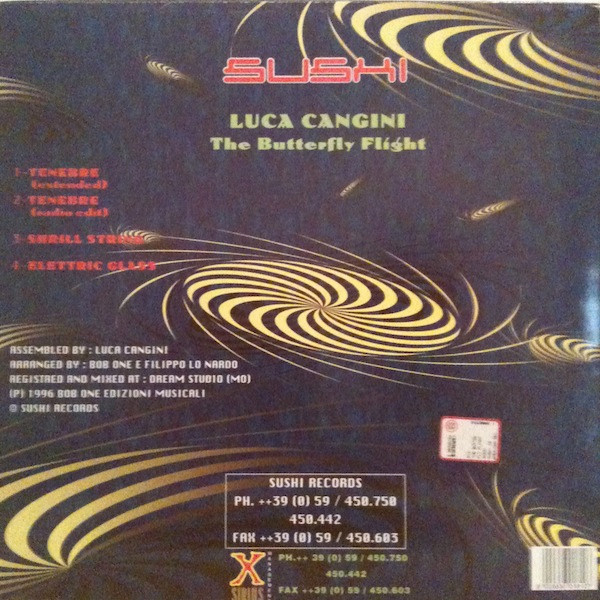 SUSHI
LUCA CANGINI
The Butterfly Flight
1-TENEBRE
(extended)
2-TENEBRE
(radio edit)
3-SHRILL
4-ELETTRIC GLASS
ASSEMBLED BY : LUCA CANGINI
ARRANGED BY : BOB ONE E FILIPPO LO NARDO
REGISTRED AND MIXED AT : DREAM STUDIO (MO)
(P) 1996 BOB ONE EDIZIONI MUSICALI
© SUSHI RECORDS
SUSHI RECORDS
PH. ++39 (0) 59 / 450.750
450.442
FAX ++39 (0) 59 / 450.603
X
SIRIUS
MANAGEMENT
PH.++ 39 (0) 59 / 450.750
450.442
FAX ++39 (0) 59 / 450.603